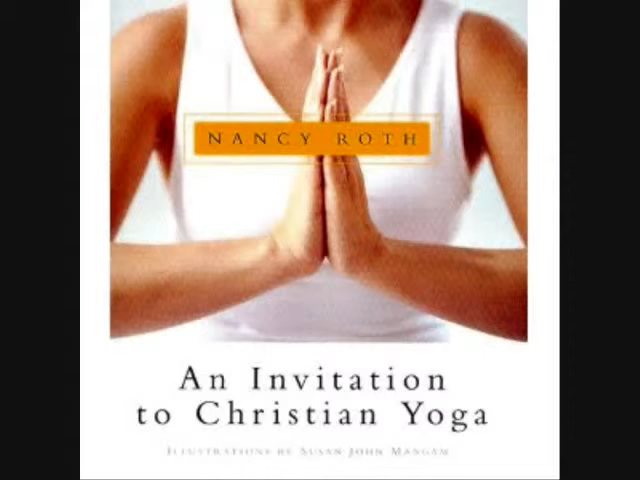 NANCY ROTH
An Invitation
to Christian Yoga
ILLUSTRATIONS BY SUSAN JOHN MANGAM